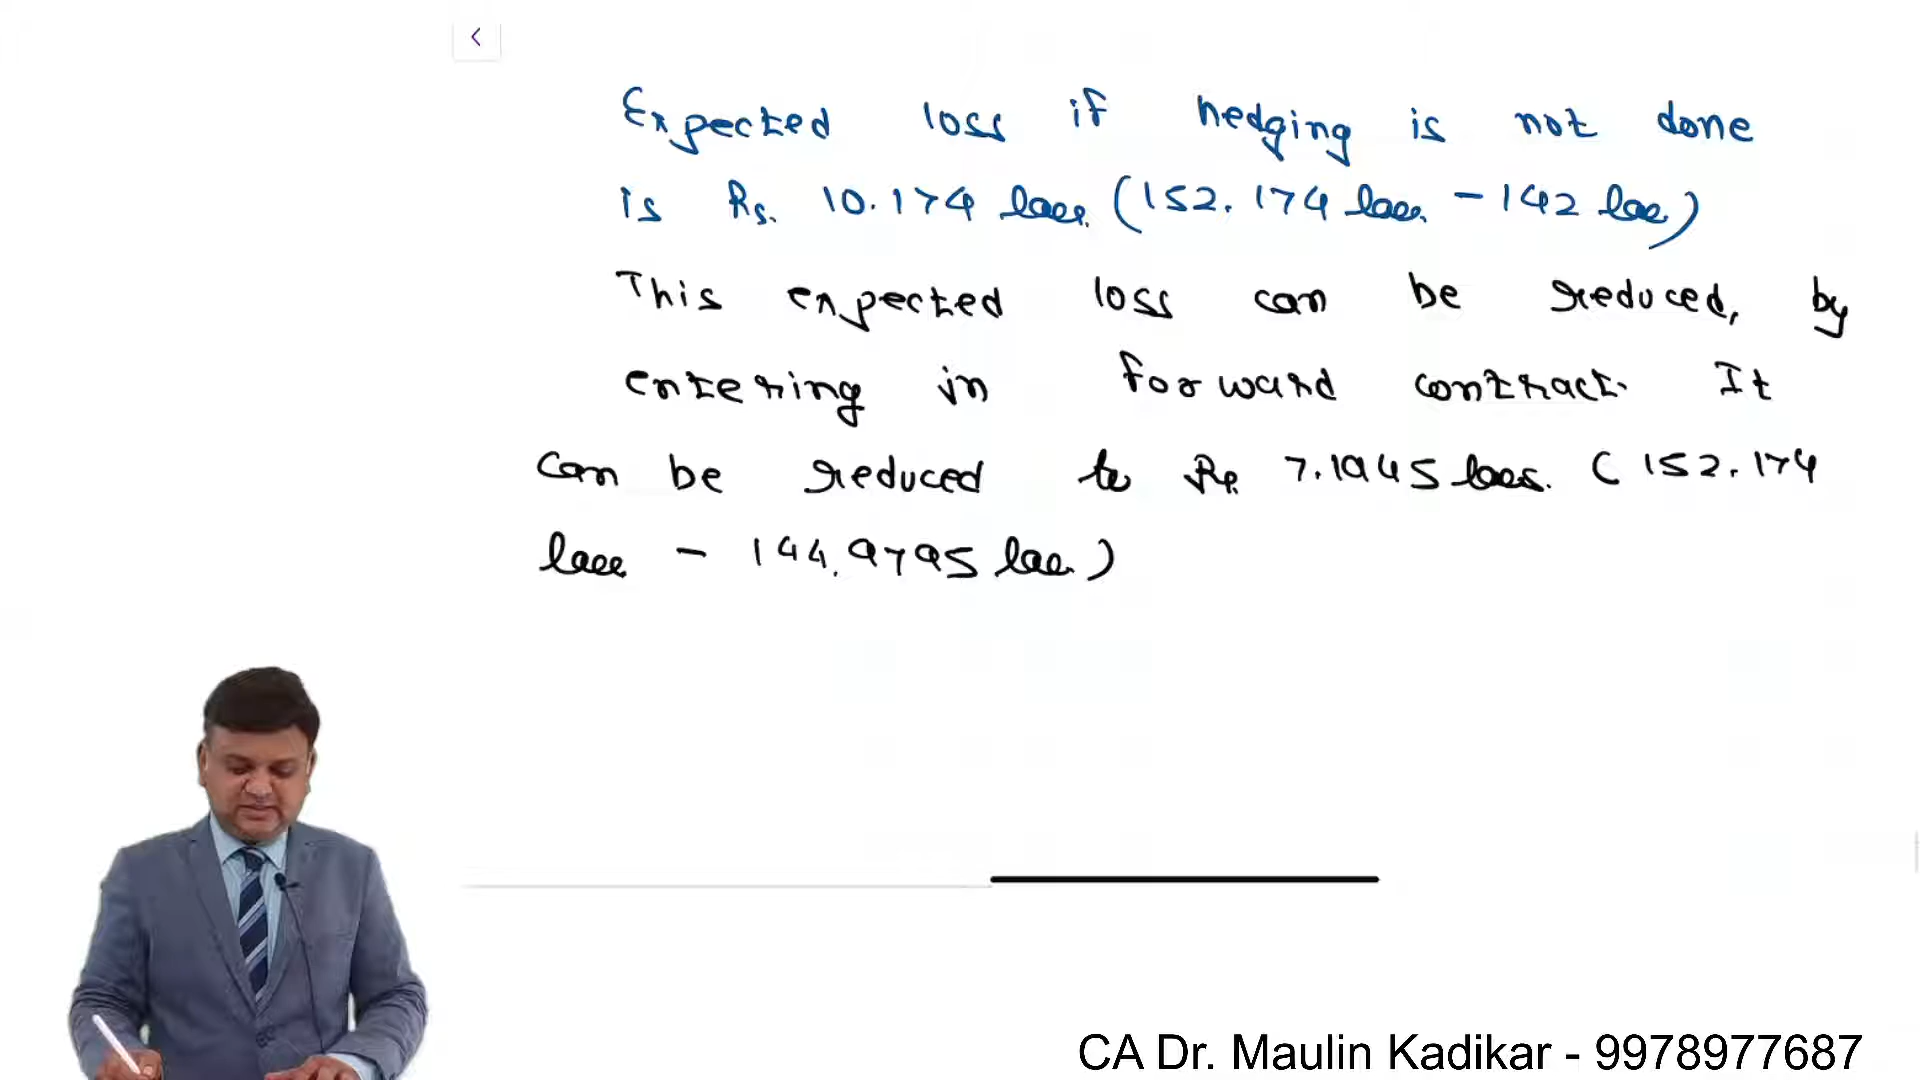 Expected loss if hedging is not done
is Rs. 10.174 lacs. (152.174 lacs. - 142 lac)
This expected loss can be reduced, by
entering in forward contract. It
can be reduced to Rs. 7.1945 lacs. (152.174
lacs - 144.9795 lac.)
CA Dr. Maulin Kadikar - 9978977687